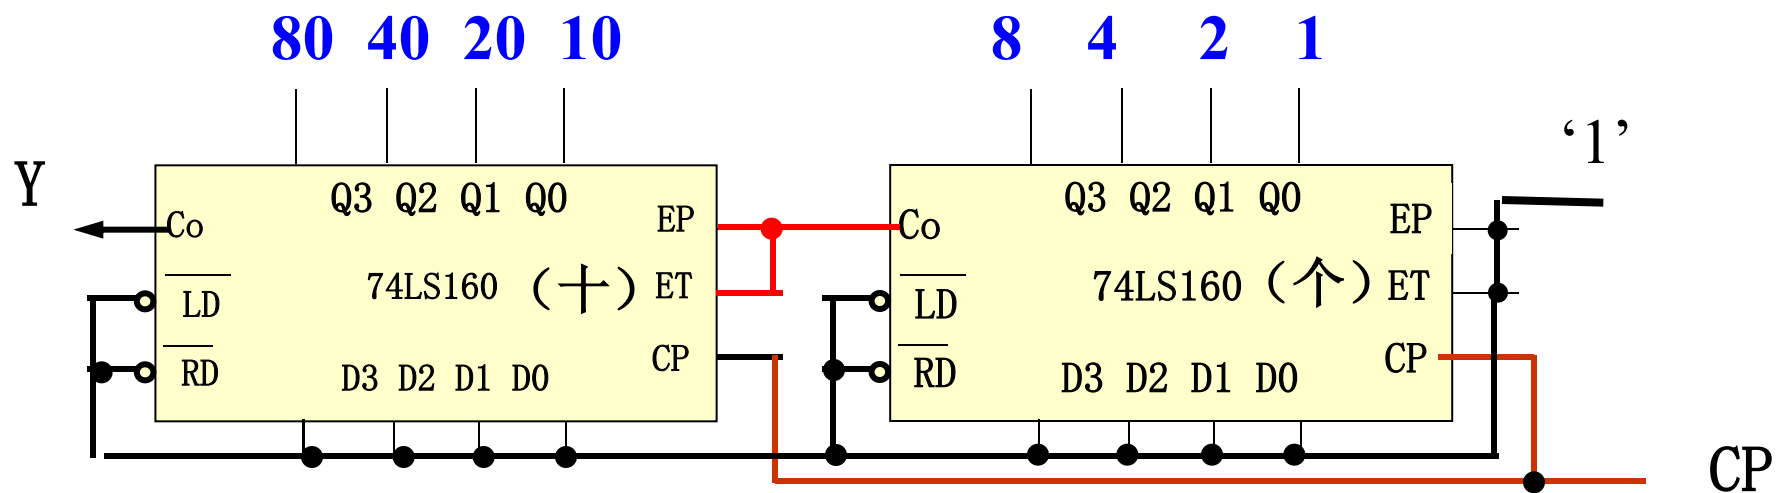 80 40 20 10 8 4 2 1
‘1’
Y
Q3 Q2 Q1 Q0 Q3 Q2 Q1 Q0
Co EP Co EP
74LS160 (十) ET 74LS160 (个) ET
LD LD
CP CP
RD RD
D3 D2 D1 D0 D3 D2 D1 D0
CP